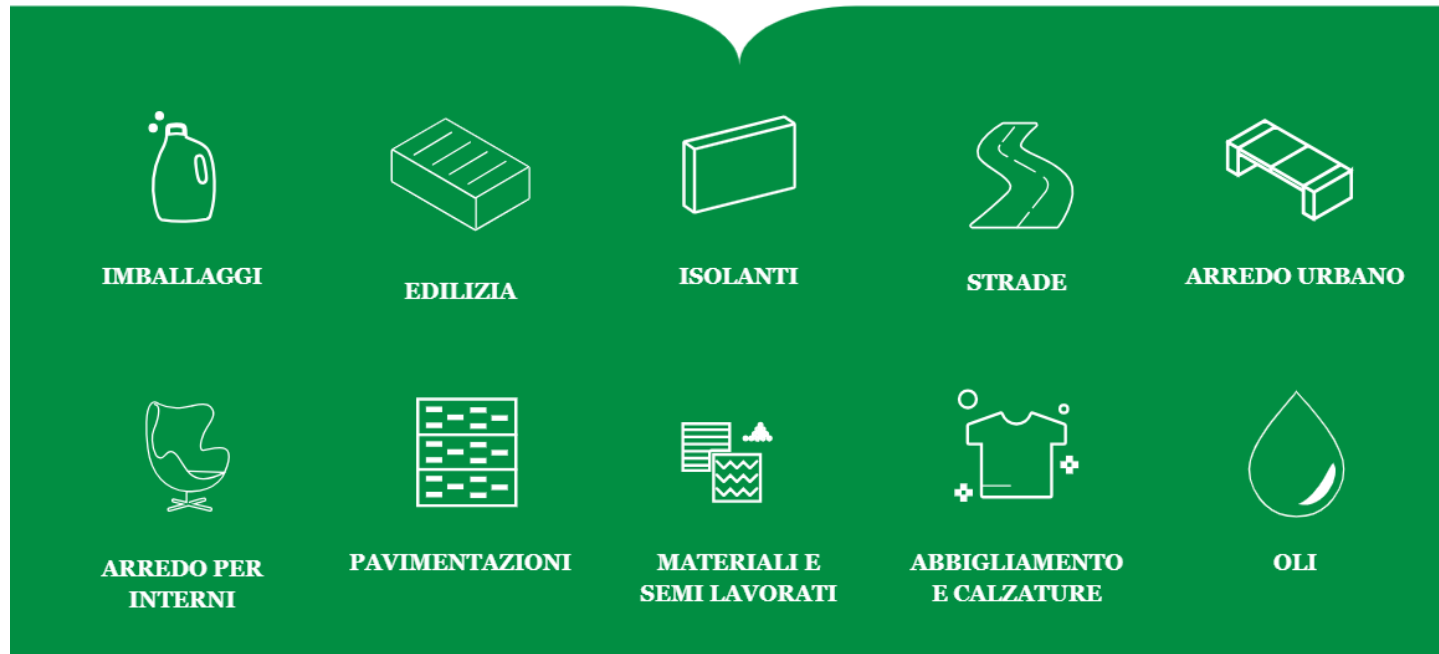 IMBALLAGGI
EDILIZIA
ISOLANTI
STRADE
ARREDO URBANO
ARREDO PER
INTERNI
PAVIMENTAZIONI
MATERIALI E
SEMI LAVORATI
ABBIGLIAMENTO
E CALZATURE
OLI